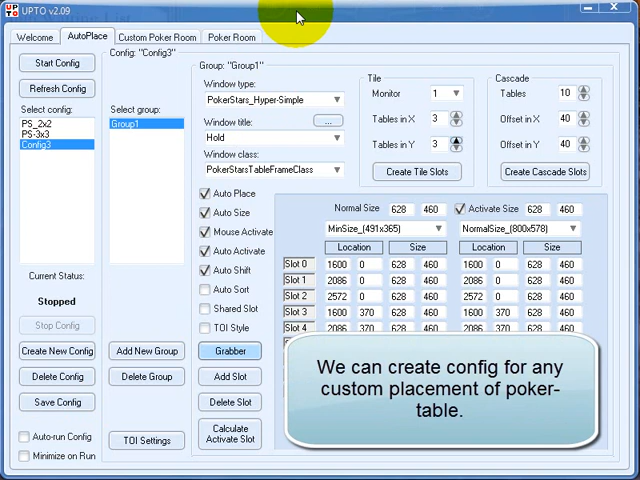 UPTO v2.09
Welcome
AutoPlace
Custom Poker Room
Poker Room
Start Config
Refresh Config
Select config:
PS_2x2
PS-3x3
Config3
Current Status:
Stopped
Stop Config
Create New Config
Delete Config
Save Config
Auto-run Config
Minimize on Run
Config: "Config3"
Select group:
Group1
Add New Group
Delete Group
TOI Settings
Group: "Group1"
Window type:
PokerStars_Hyper-Simple
Window title:
...
Hold
Window class:
PokerStarsTableFrameClass
Tile
Monitor 1
Tables in X 3
Tables in Y 3
Create Tile Slots
Cascade
Tables 10
Offset in X 40
Offset in Y 40
Create Cascade Slots
Auto Place
Auto Size
Mouse Activate
Auto Activate
Auto Shift
Auto Sort
Shared Slot
TOI Style
Grabber
Add Slot
Delete Slot
Calculate
Activate Slot
Normal Size 628 460 Activate Size 628 460
MinSize_(491x365) NormalSize_(800x578)
Location Size Location Size
Slot 0 1600 0 628 460 1600 0 628 460
Slot 1 2086 0 628 460 2086 0 628 460
Slot 2 2572 0 628 460 2572 0 628 460
Slot 3 1600 370 628 460 1600 370 628 460
Slot 4 2086 370 628 460 2086 370 628 460
We can create config for any
custom placement of poker-
table.